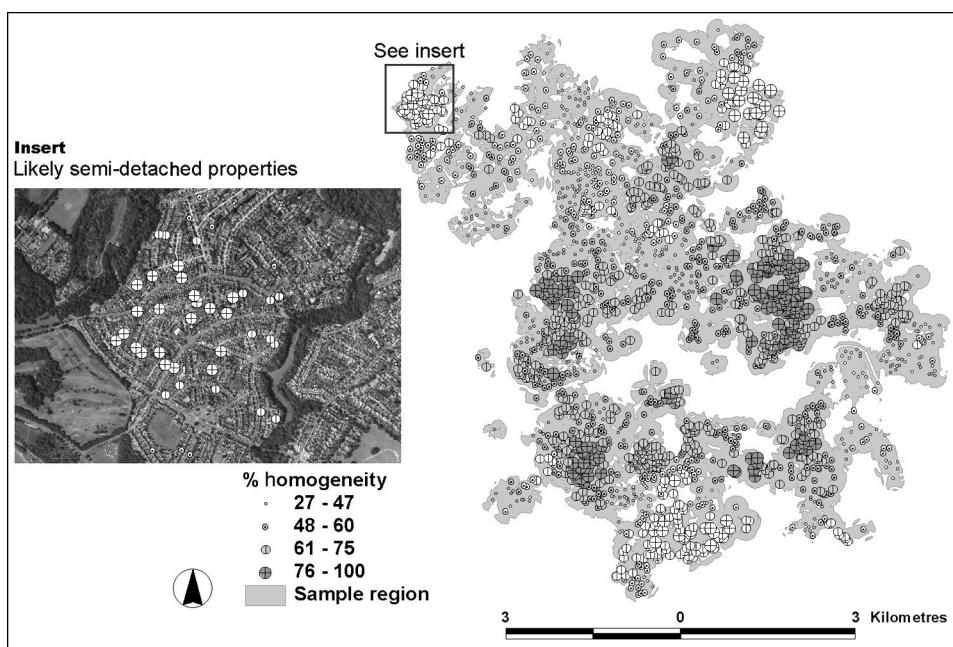 See insert
Insert
Likely semi-detached properties
% homogeneity
27 - 47
48 - 60
61 - 75
76 - 100
Sample region
3 0 3 Kilometres